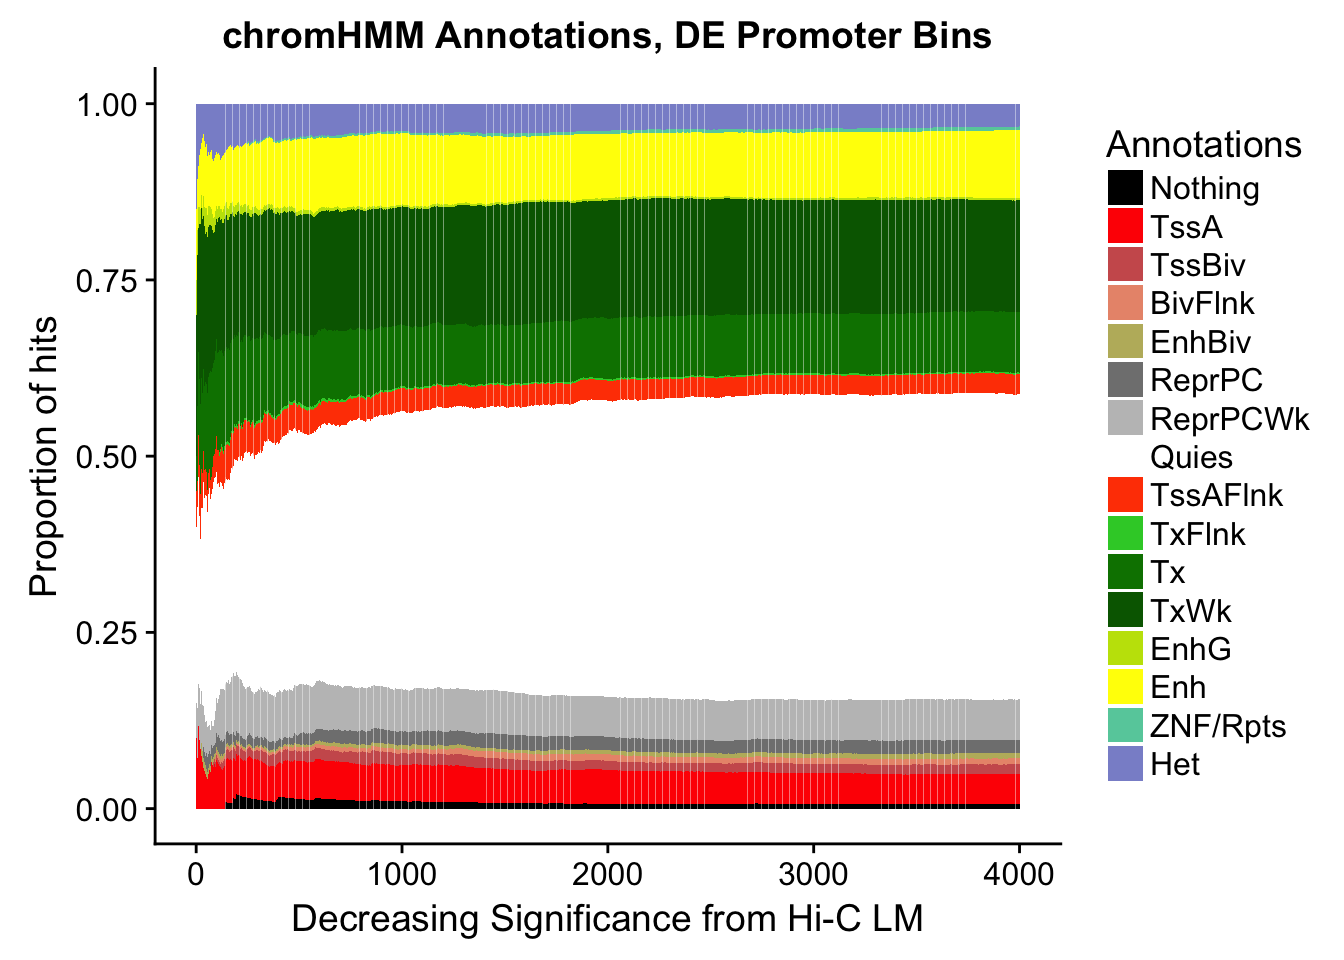 chromHMM Annotations, DE Promoter Bins
Proportion of hits
1.00
0.75
0.50
0.25
0.00
0
1000
2000
3000
4000
Decreasing Significance from Hi-C LM
Annotations
Nothing
TssA
TssBiv
BivFlnk
EnhBiv
ReprPC
ReprPCWk
Quies
TssAFlnk
TxFlnk
Tx
TxWk
EnhG
Enh
ZNF/Rpts
Het